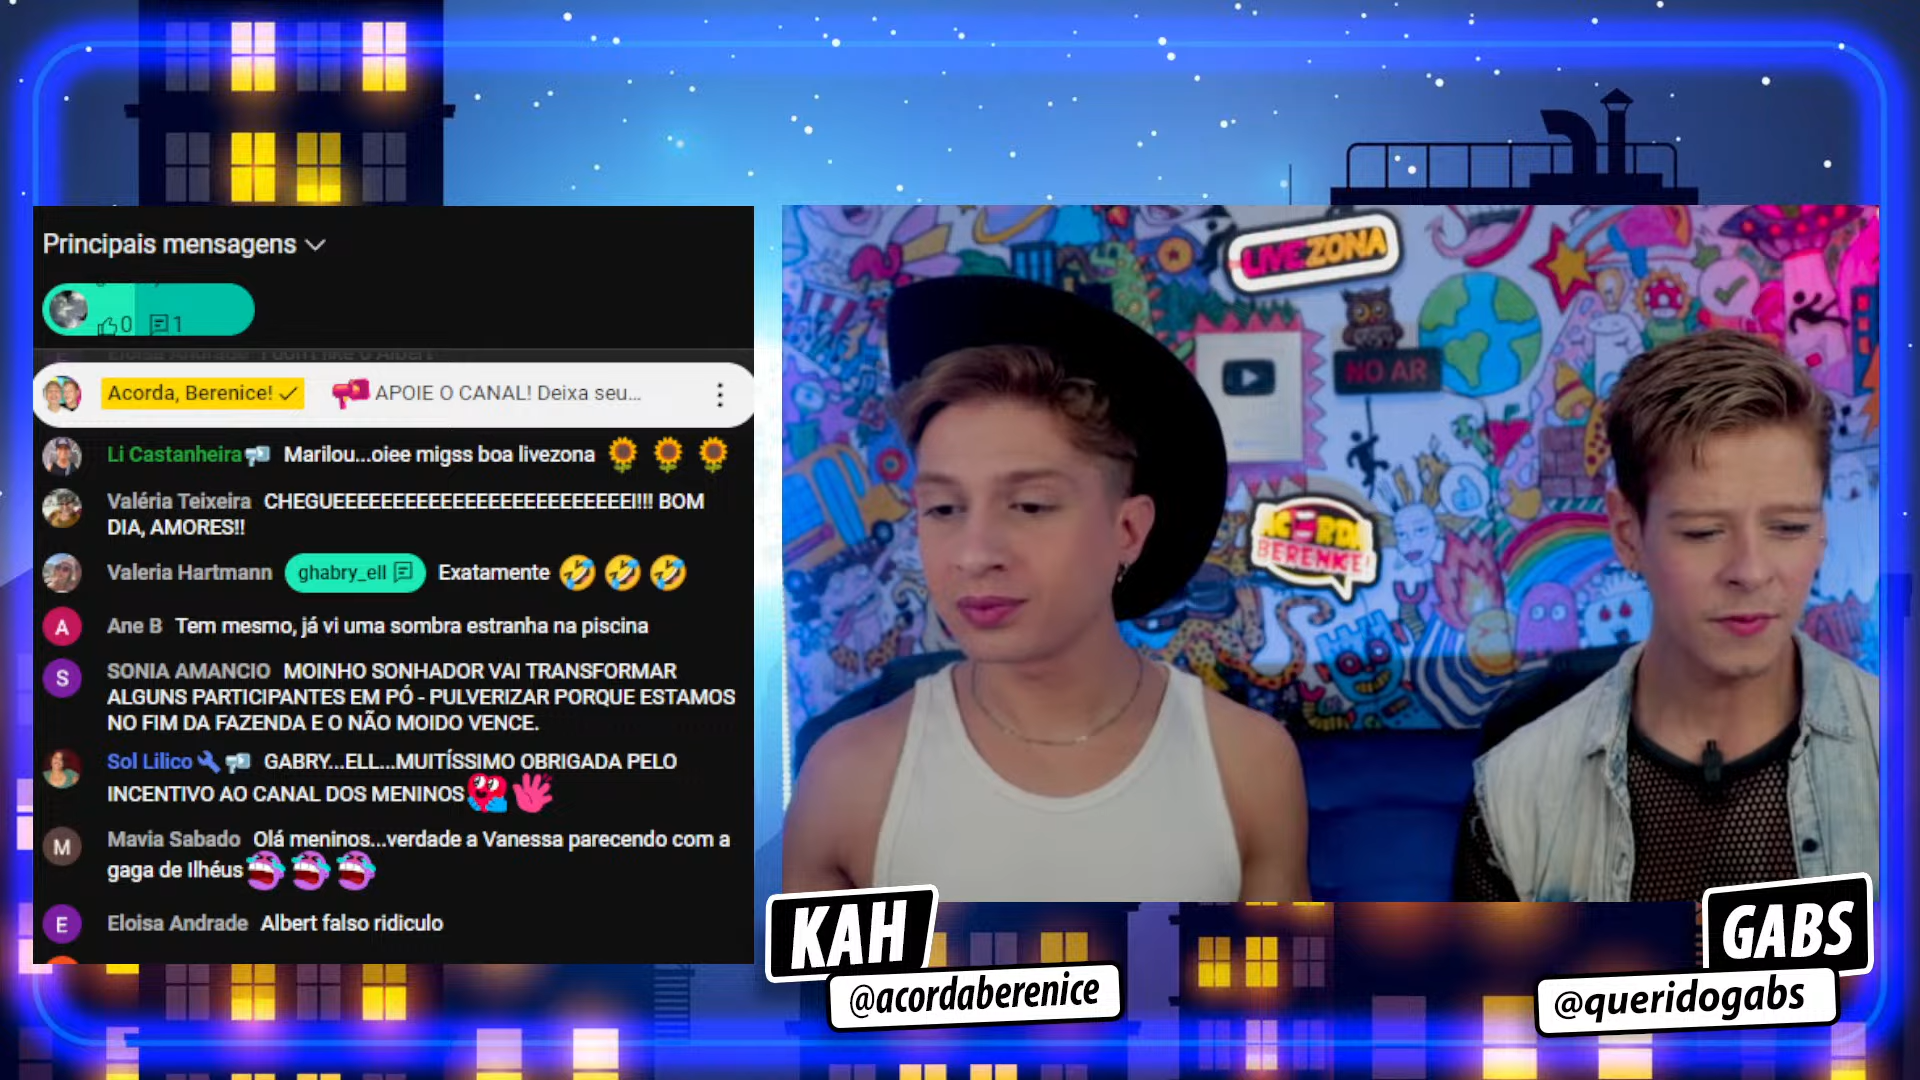 Principais mensagens
0 1
Acorda, Berenice! APOIE O CANAL! Deixa seu...
Li Castanheira Marilou...oiee migss boa livezona
Valéria Teixeira CHEGUEEEEEEEEEEEEEEEEEEEEEEEEEI!!! BOM
DIA, AMORES!!
Valeria Hartmann ghabry_ell Exatamente
A Ane B Tem mesmo, já vi uma sombra estranha na piscina
S SONIA AMANCIO MOINHO SONHADOR VAI TRANSFORMAR
ALGUNS PARTICIPANTES EM PÓ - PULVERIZAR PORQUE ESTAMOS
NO FIM DA FAZENDA E O NÃO MOIDO VENCE.
Sol Lilico GABRY...ELL...MUITÍSSIMO OBRIGADA PELO
INCENTIVO AO CANAL DOS MENINOS
M Mavia Sabado Olá meninos...verdade a Vanessa parecendo com a
gaga de Ilhéus
E Eloisa Andrade Albert falso ridiculo
LIVEZONA
NO AR
ACORDA
BERENICE!
KAH
@acordaberenice
GABS
@queridogabs